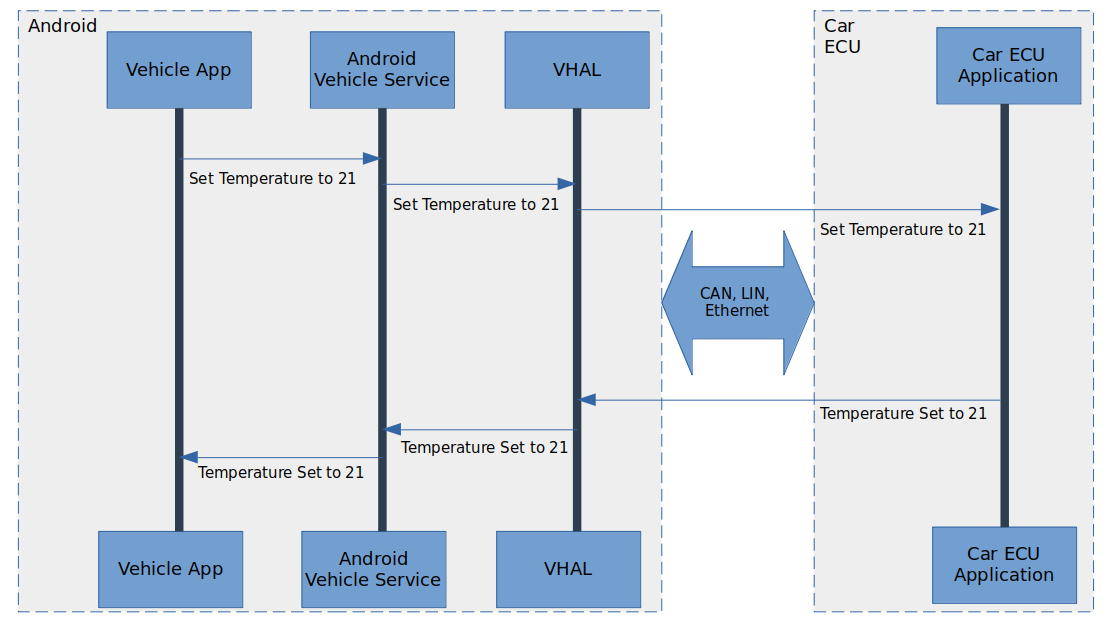 Android
Car
ECU
Vehicle App
Android
Vehicle Service
VHAL
Car ECU
Application
Set Temperature to 21
Set Temperature to 21
Set Temperature to 21
CAN, LIN,
Ethernet
Temperature Set to 21
Temperature Set to 21
Temperature Set to 21
Vehicle App
Android
Vehicle Service
VHAL
Car ECU
Application